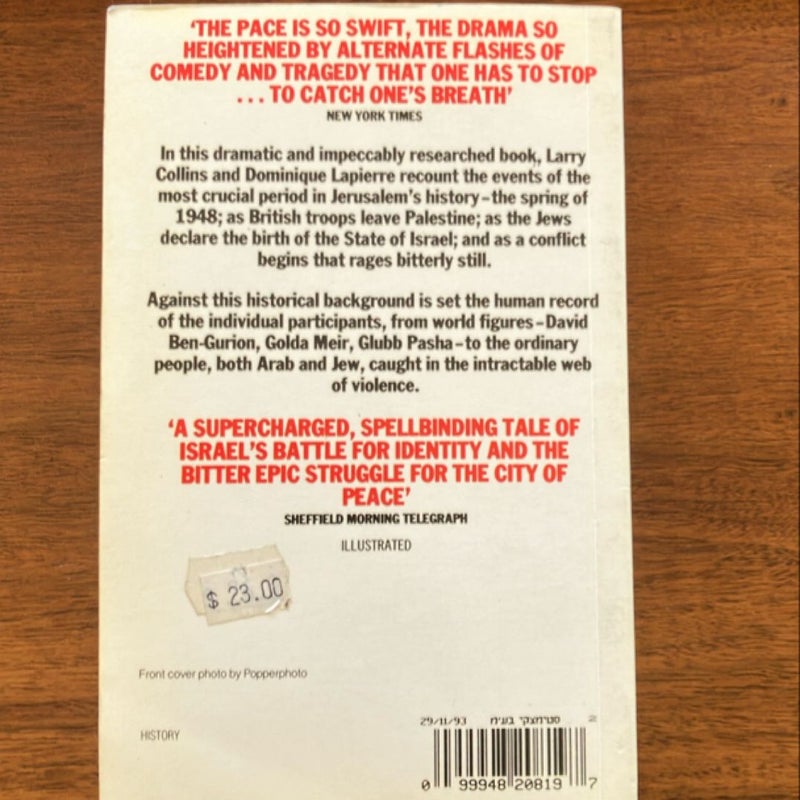 ‘THE PACE IS SO SWIFT, THE DRAMA SO
HEIGHTENED BY ALTERNATE FLASHES OF
COMEDY AND TRAGEDY THAT ONE HAS TO STOP
... TO CATCH ONE’S BREATH’
NEW YORK TIMES
In this dramatic and impeccably researched book, Larry
Collins and Dominique Lapierre recount the events of the
most crucial period in Jerusalem’s history–the spring of
1948; as British troops leave Palestine; as the Jews
declare the birth of the State of Israel; and as a conflict
begins that rages bitterly still.
Against this historical background is set the human record
of the individual participants, from world figures–David
Ben-Gurion, Golda Meir, Glubb Pasha–to the ordinary
people, both Arab and Jew, caught in the intractable web
of violence.
‘A SUPERCHARGED, SPELLBINDING TALE OF
ISRAEL’S BATTLE FOR IDENTITY AND THE
BITTER EPIC STRUGGLE FOR THE CITY OF
PEACE’
SHEFFIELD MORNING TELEGRAPH
ILLUSTRATED
$ 23.00
Front cover photo by Popperphoto
HISTORY
29/11/93 סטימצקי בע״מ 2
0 99948 20819 7